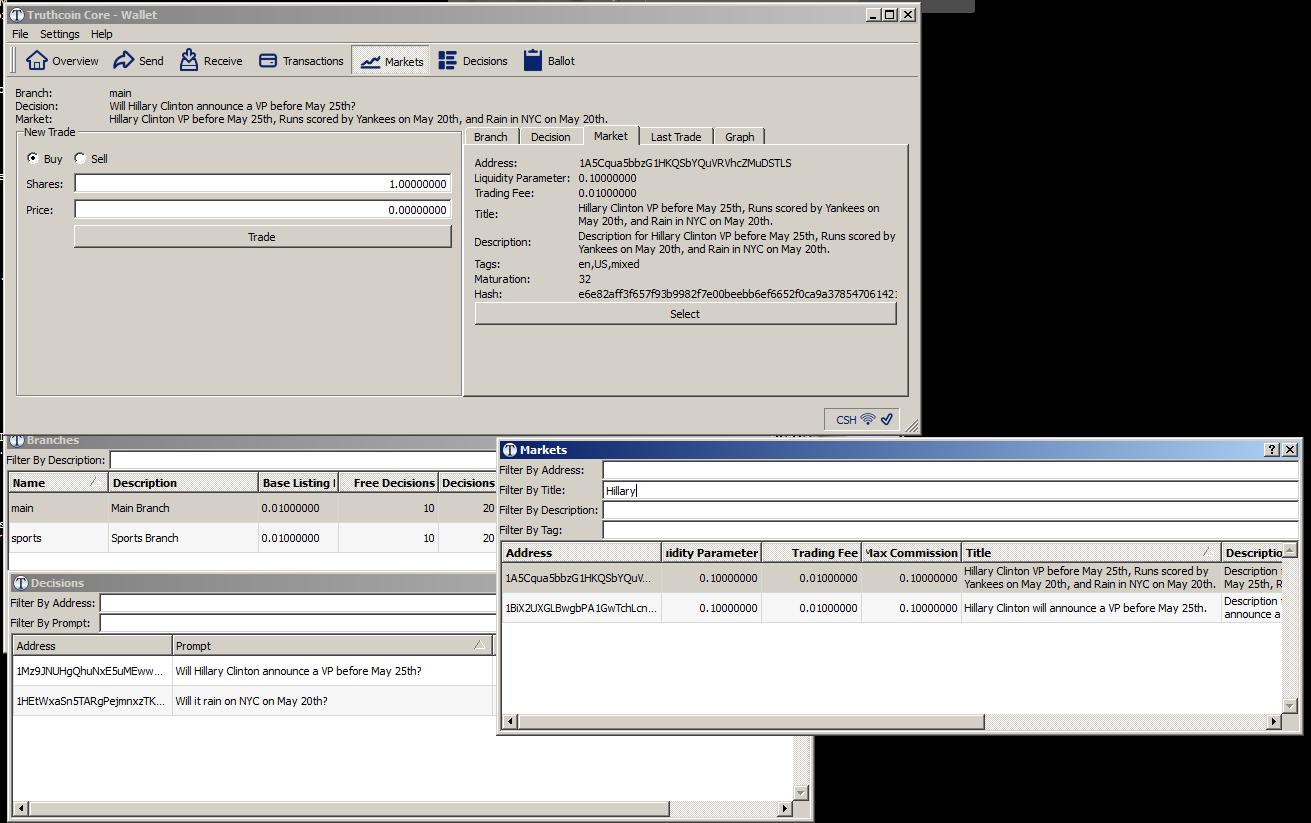 Truthcoin Core - Wallet
File Settings Help
Overview Send Receive Transactions Markets Decisions Ballot
Branch: main
Decision: Will Hillary Clinton announce a VP before May 25th?
Market: Hillary Clinton VP before May 25th, Runs scored by Yankees on May 20th, and Rain in NYC on May 20th.
New Trade
Buy Sell
Shares: 1.00000000
Price: 0.00000000
Trade
Branch Decision Market Last Trade Graph
Address: 1A5Cqua5bbzG1HKQSbYQuVRVhcZMuDSTLS
Liquidity Parameter: 0.10000000
Trading Fee: 0.01000000
Title: Hillary Clinton VP before May 25th, Runs scored by Yankees on
May 20th, and Rain in NYC on May 20th.
Description: Description for Hillary Clinton VP before May 25th, Runs scored by
Yankees on May 20th, and Rain in NYC on May 20th.
Tags: en,US,mixed
Maturation: 32
Hash: e6e82aff3f657f93b9982f7e00beebb6ef6652f0ca9a378547061421
Select
CSH
Branches
Filter By Description:
Name Description Base Listing Free Decisions Decisions
main Main Branch 0.01000000 10 20
sports Sports Branch 0.01000000 10 20
Decisions
Filter By Address:
Filter By Prompt:
Address Prompt
1Mz9JNUHgQhuNxE5uMEww... Will Hillary Clinton announce a VP before May 25th?
1HEtWxaSn5TARgPejmnxzTK... Will it rain on NYC on May 20th?
Markets
Filter By Address:
Filter By Title: Hillary
Filter By Description:
Filter By Tag:
Address uidity Parameter Trading Fee Max Commission Title Descriptio
1A5Cqua5bbzG1HKQSbYQuV... 0.10000000 0.01000000 0.10000000 Hillary Clinton VP before May 25th, Runs scored by
Yankees on May 20th, and Rain in NYC on May 20th. Description
May 25th, R
1BiX2UXGLBwgbPA1GwTchLcn... 0.10000000 0.01000000 0.10000000 Hillary Clinton will announce a VP before May 25th. Description
announce a